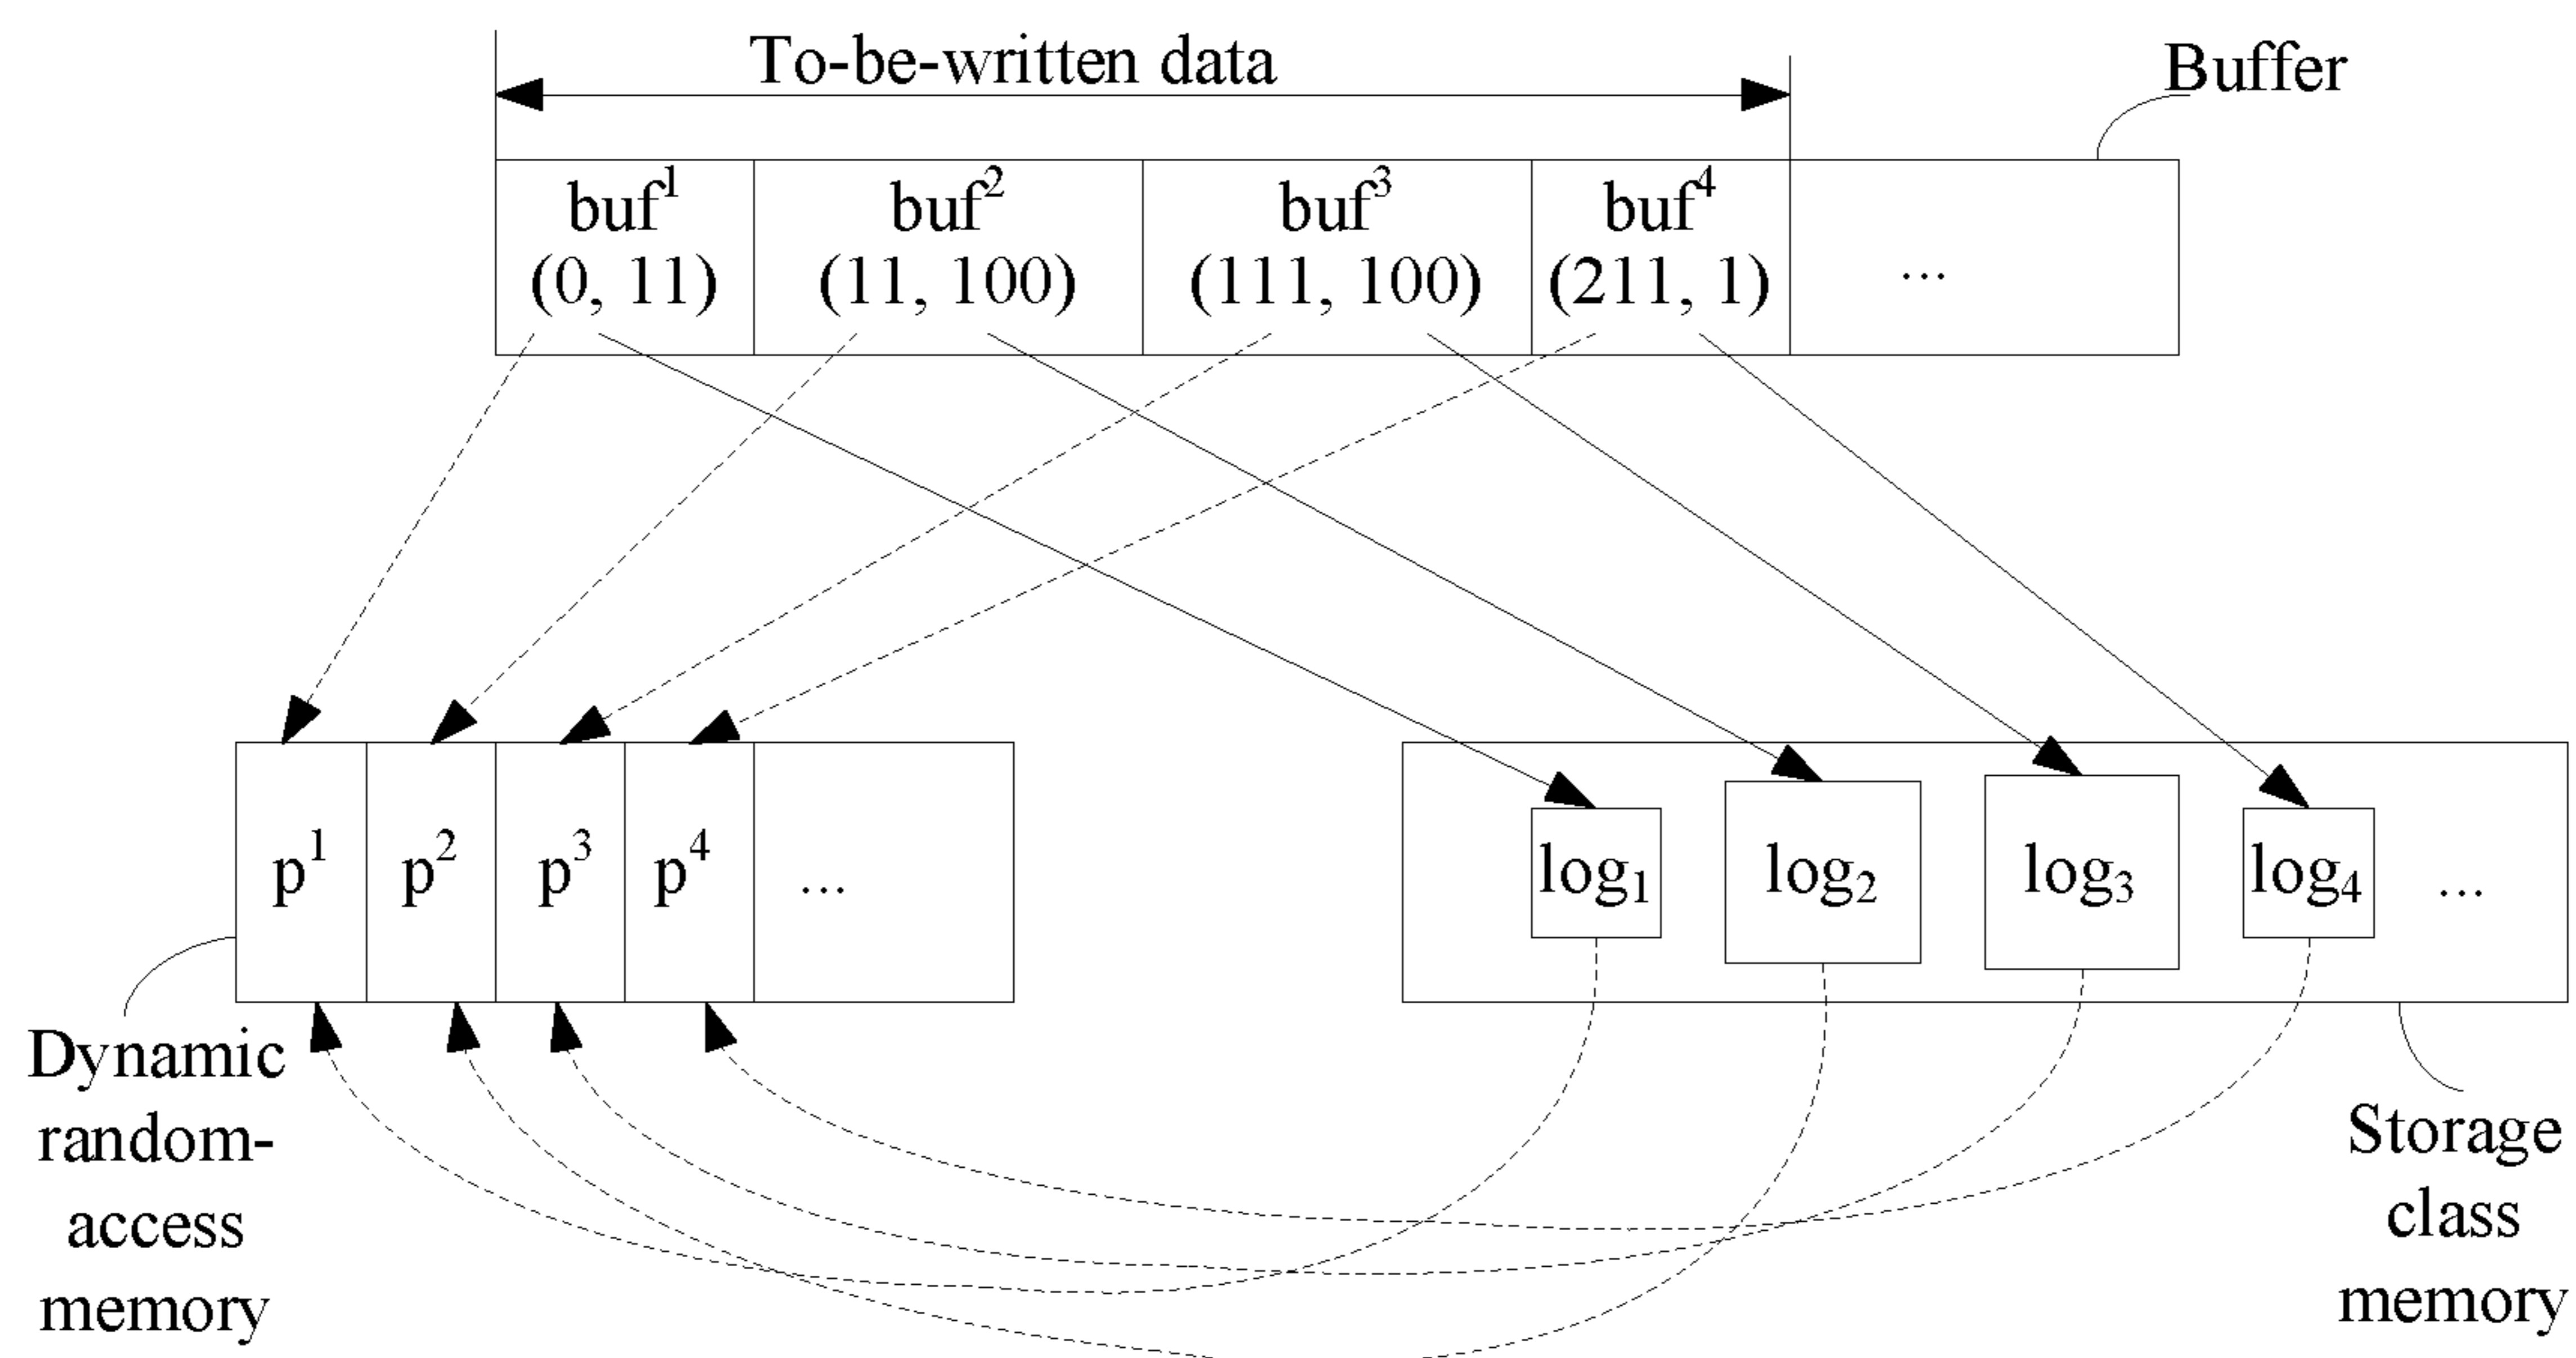 To-be-written data
Buffer
buf¹ buf² buf³ buf⁴
(0, 11) (11, 100) (111, 100) (211, 1) ...
p¹ p² p³ p⁴ ...
log₁ log₂ log₃ log₄ ...
Dynamic
random-
access
memory
Storage
class
memory